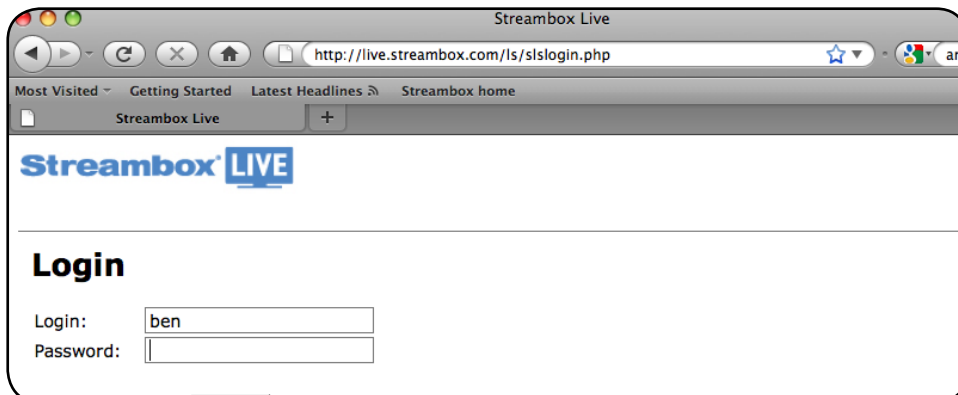 Streambox Live
http://live.streambox.com/ls/slslogin.php
Most Visited Getting Started Latest Headlines Streambox home
Streambox Live +
Streambox® LIVE
Login
Login: ben
Password: